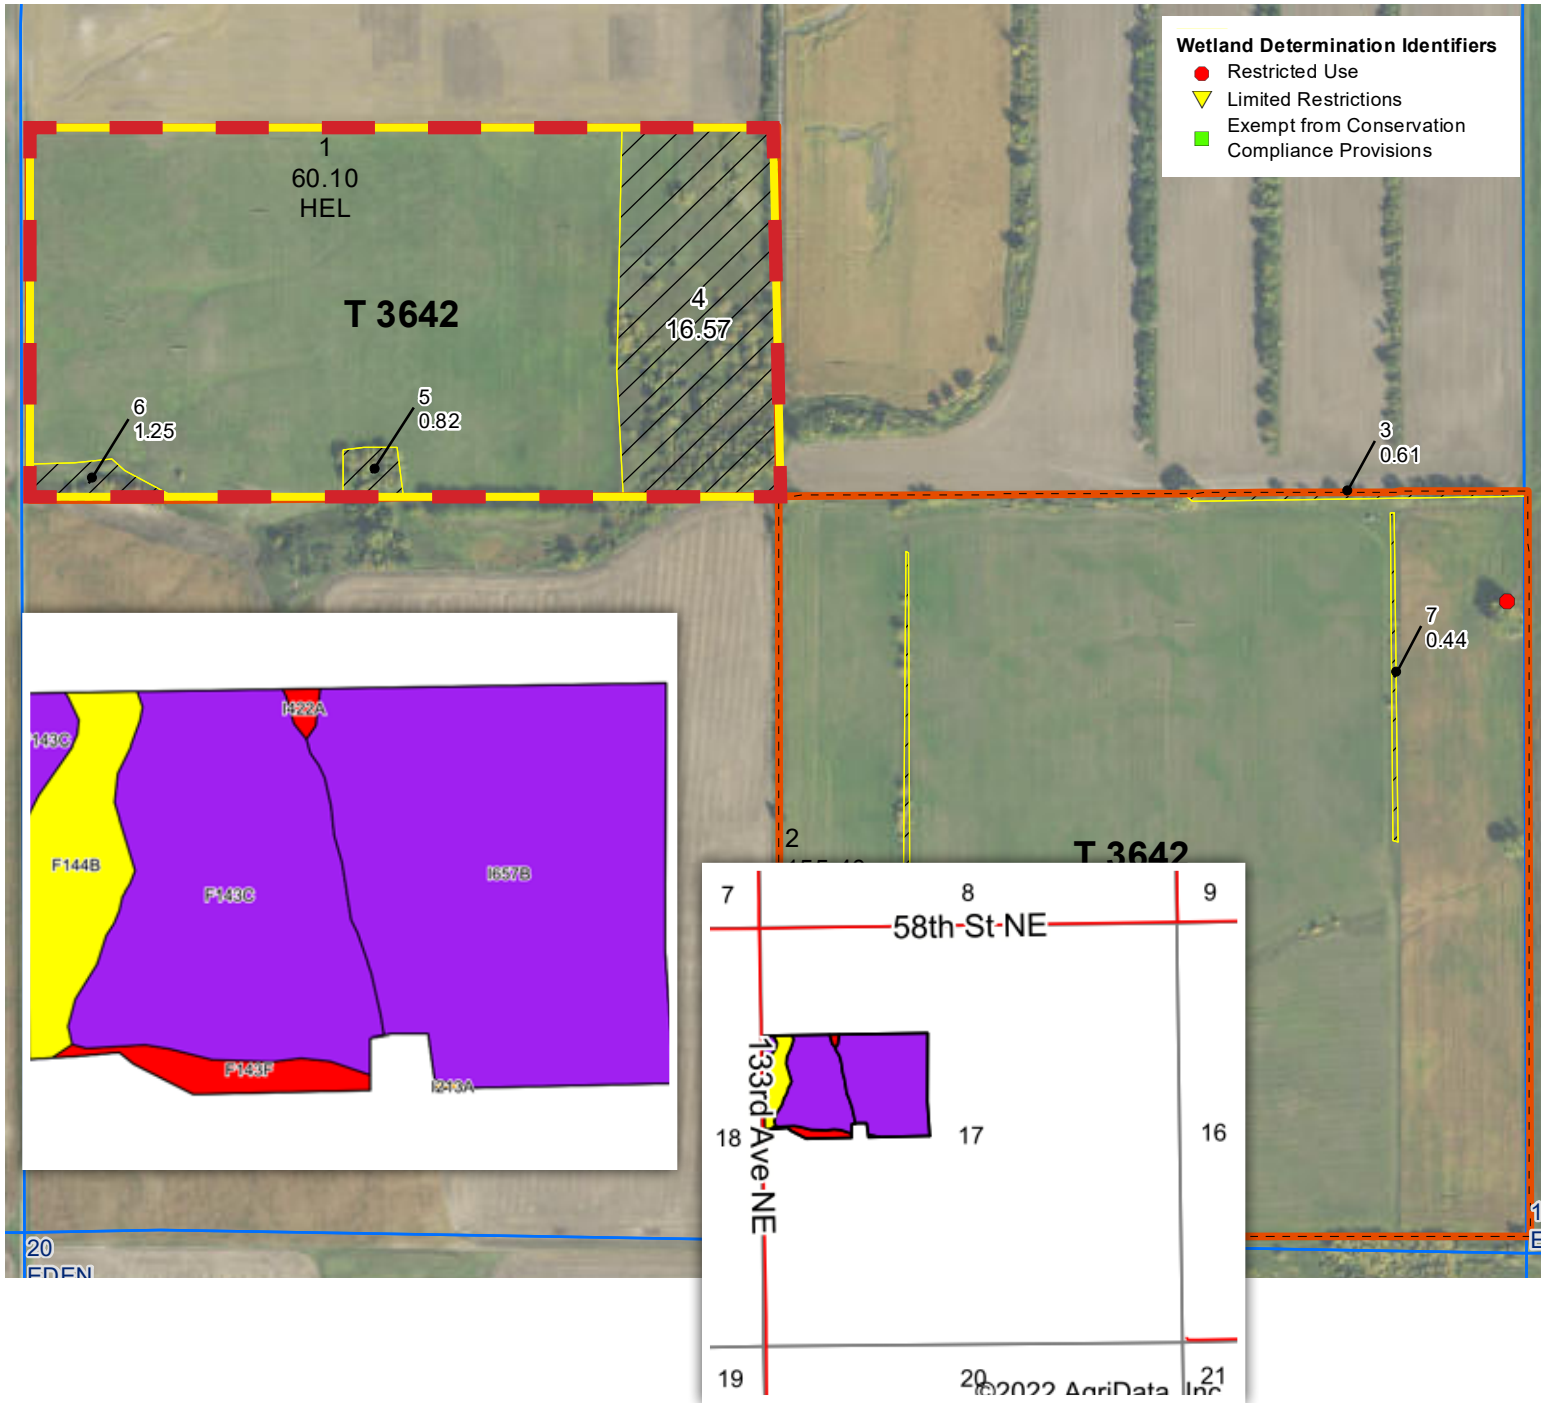 Wetland Determination Identifiers
Restricted Use
Limited Restrictions
Exempt from Conservation
Compliance Provisions
1
60.10
HEL
T 3642
4
16.57
5
0.82
6
1.25
3
0.61
7
0.44
2
T 3642
I422A
143C
F144B
F143C
I657B
F143F
I213A
7
8
9
58th St NE
133rd Ave NE
18
17
16
19
20
21
©2022 AgriData, Inc
20
EDEN
1
E